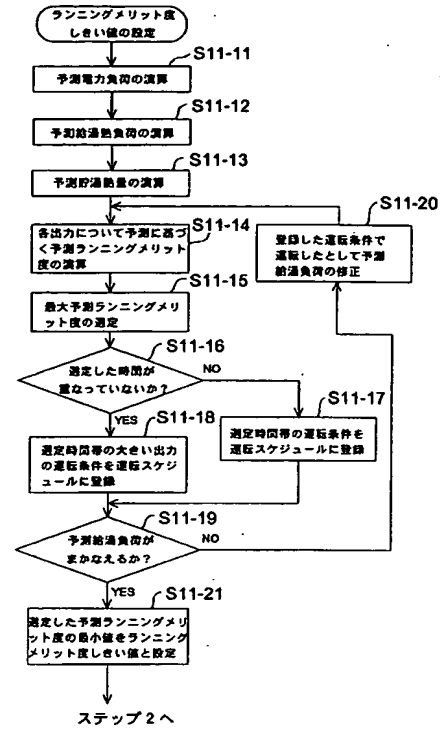 ランニングメリット度
しきい値の設定
S11-11
予測電力負荷の演算
S11-12
予測給湯熱負荷の演算
S11-13
予測貯湯熱量の演算
S11-14
各出力について予測に基づ
く予測ランニングメリット
度の演算
S11-20
登録した運転条件で
運転したとして予測
給湯負荷の修正
S11-15
最大予測ランニングメリ
ット度の選定
S11-16
選定した時間が
重なっていないか？
NO
YES
S11-17
選定時間帯の運転条件を
運転スケジュールに登録
S11-18
選定時間帯の大きい出力
の運転条件を運転スケジ
ュールに登録
S11-19
予測給湯負荷が
まかなえるか？
NO
YES
S11-21
選定した予測ランニングメリ
ット度の最小値をランニング
メリット度しきい値と設定
ステップ2へ